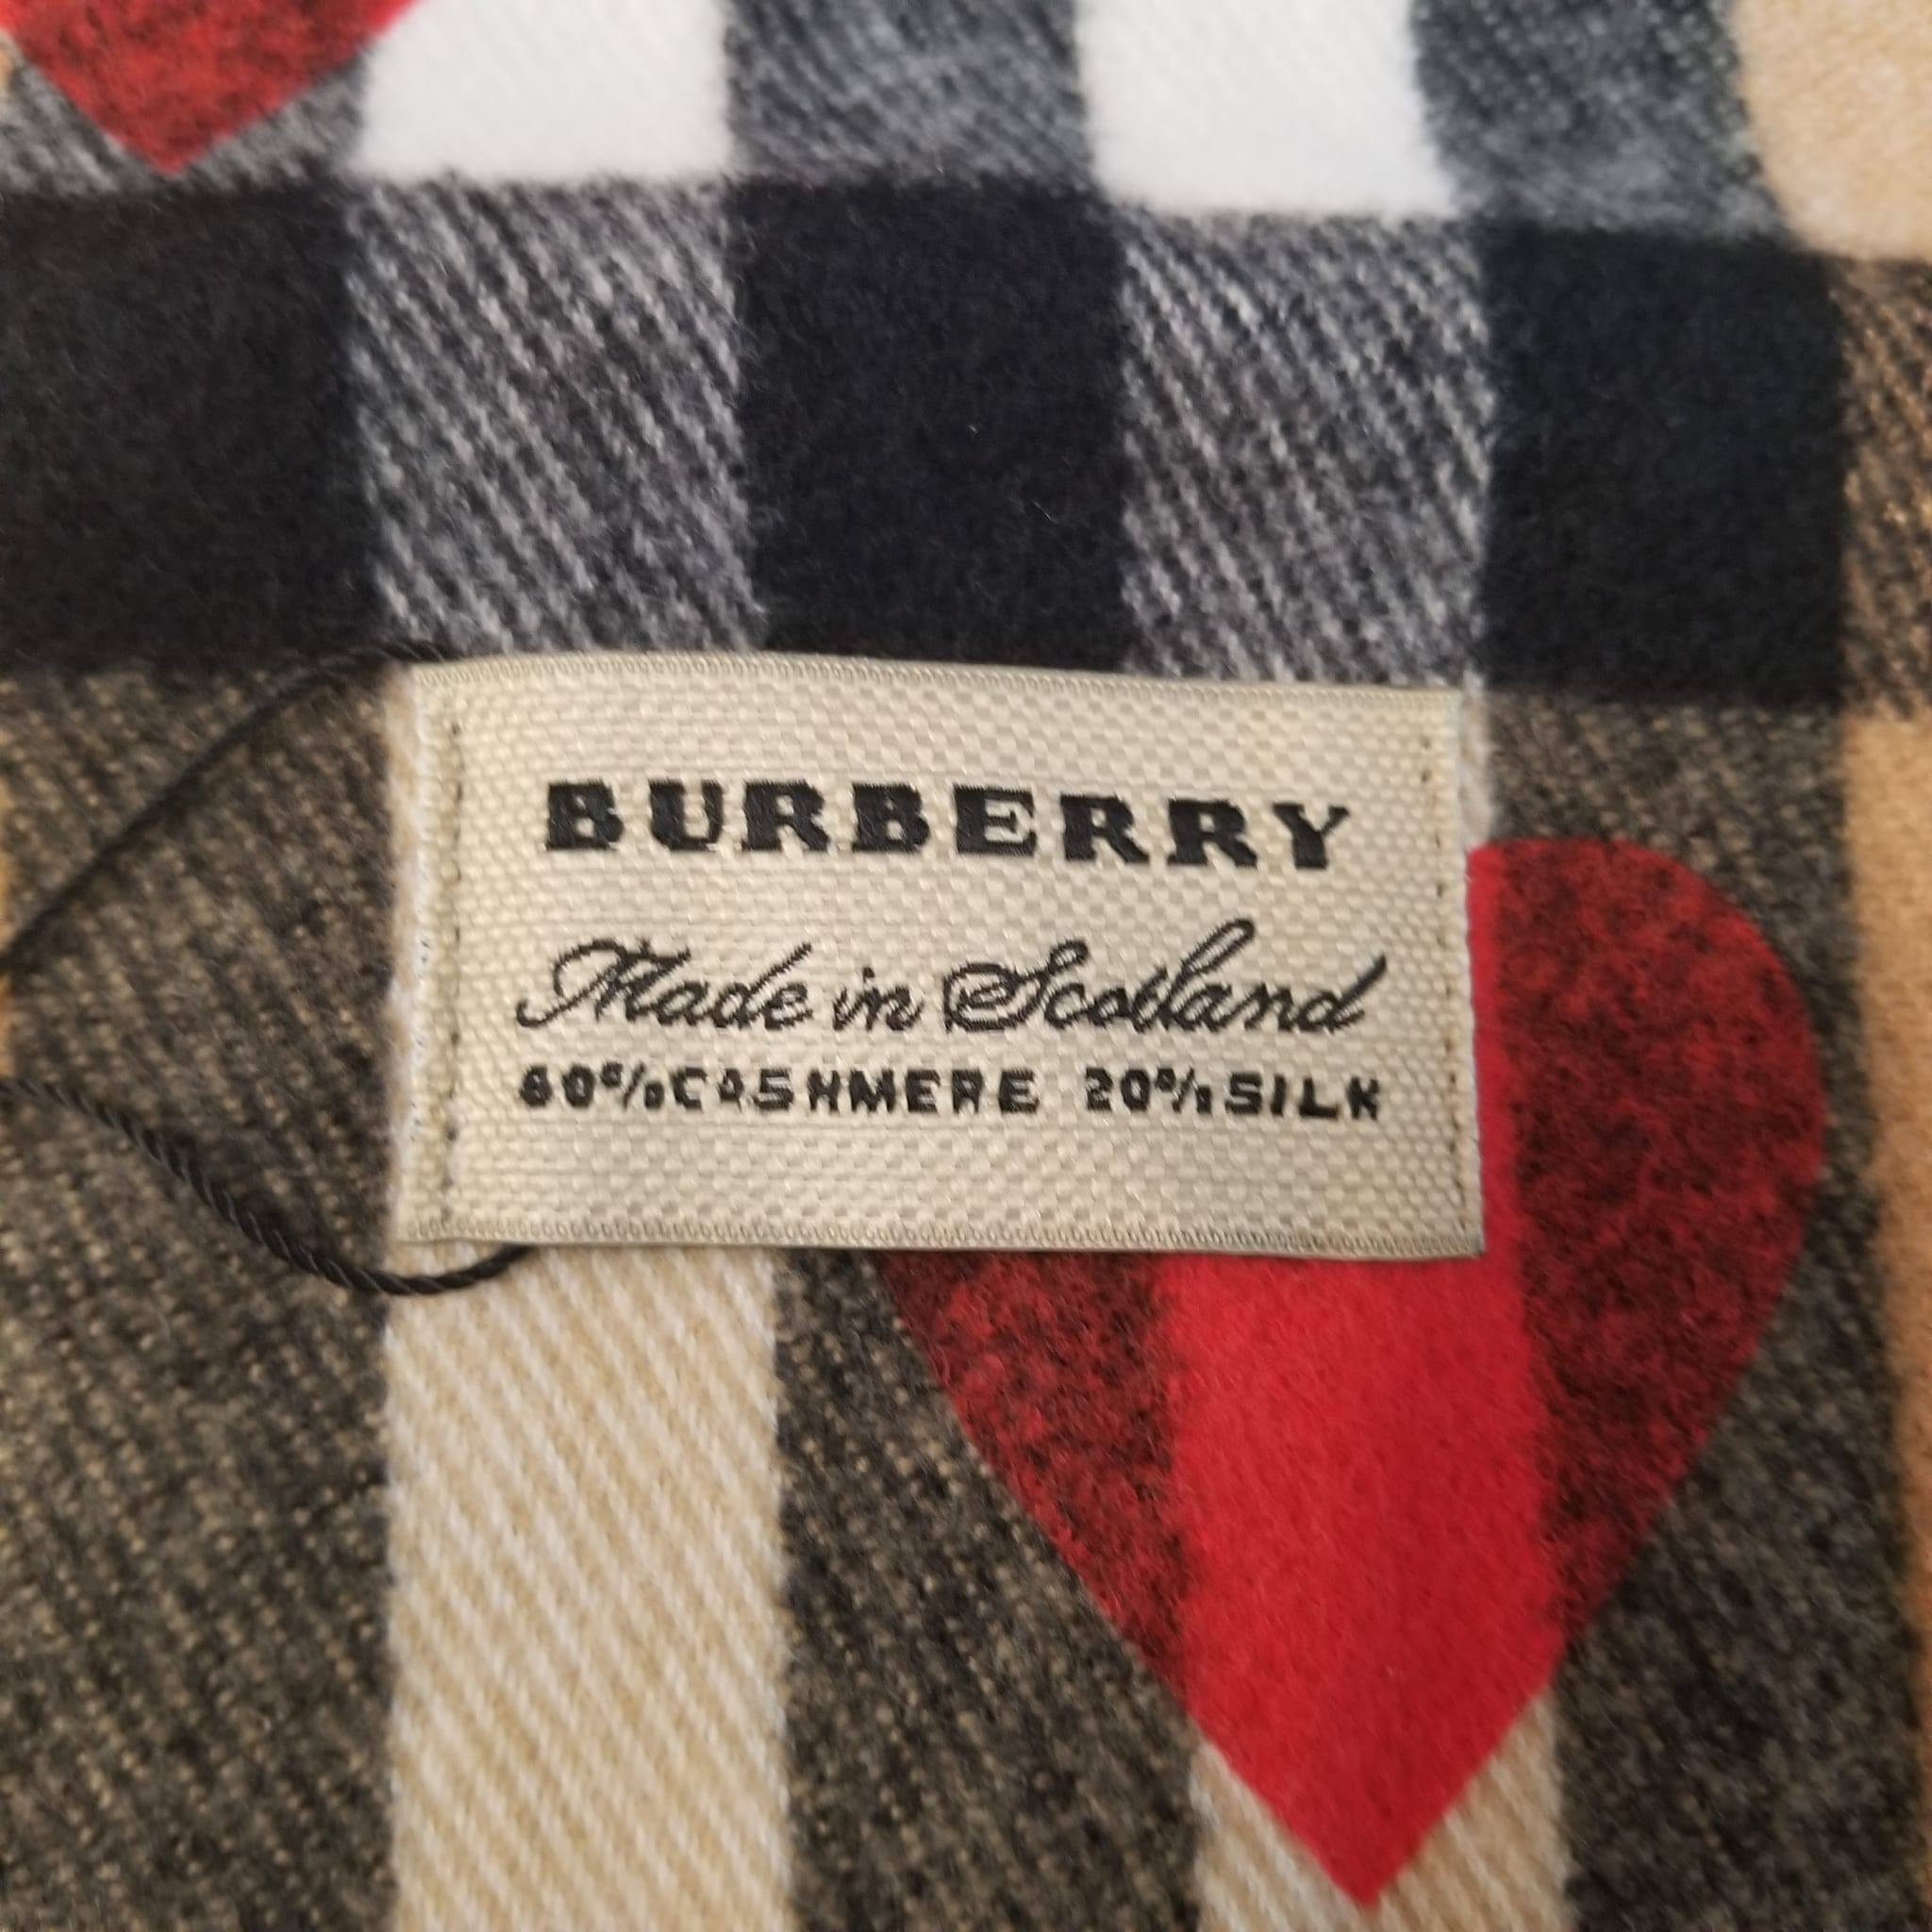 BURBERRY
Made in Scotland
80%CASHMERE 20%SILK